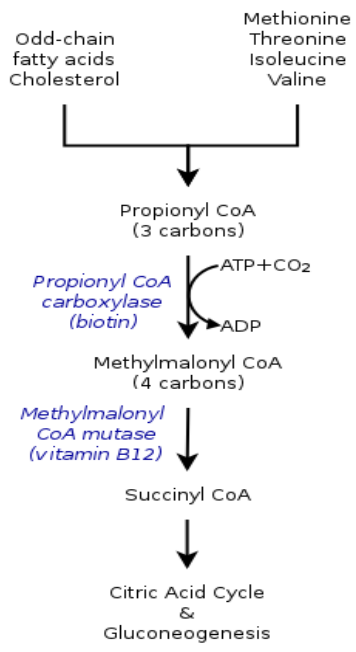 Odd-chain
fatty acids
Cholesterol
Methionine
Threonine
Isoleucine
Valine
Propionyl CoA
(3 carbons)
Propionyl CoA
carboxylase
(biotin)
ATP+CO₂
ADP
Methylmalonyl CoA
(4 carbons)
Methylmalonyl
CoA mutase
(vitamin B12)
Succinyl CoA
Citric Acid Cycle
&
Gluconeogenesis